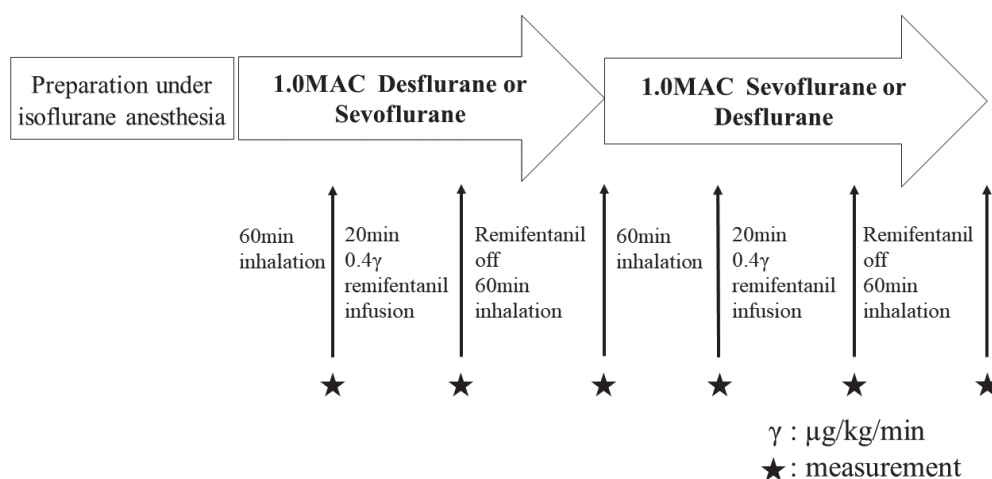 Preparation under
isoflurane anesthesia
1.0MAC Desflurane or
Sevoflurane
1.0MAC Sevoflurane or
Desflurane
60min
inhalation
20min
0.4γ
remifentanil
infusion
Remifentanil
off
60min
inhalation
60min
inhalation
20min
0.4γ
remifentanil
infusion
Remifentanil
off
60min
inhalation
γ : μg/kg/min
★ : measurement